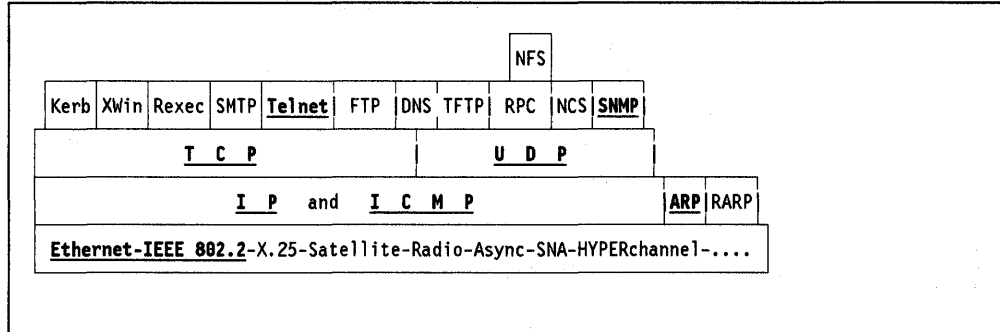 NFS
Kerb XWin Rexec SMTP Telnet FTP DNS TFTP RPC NCS SNMP
T C P U D P
I P and I C M P ARP RARP
Ethernet-IEEE 802.2-X.25-Satellite-Radio-Async-SNA-HYPERchannel-....